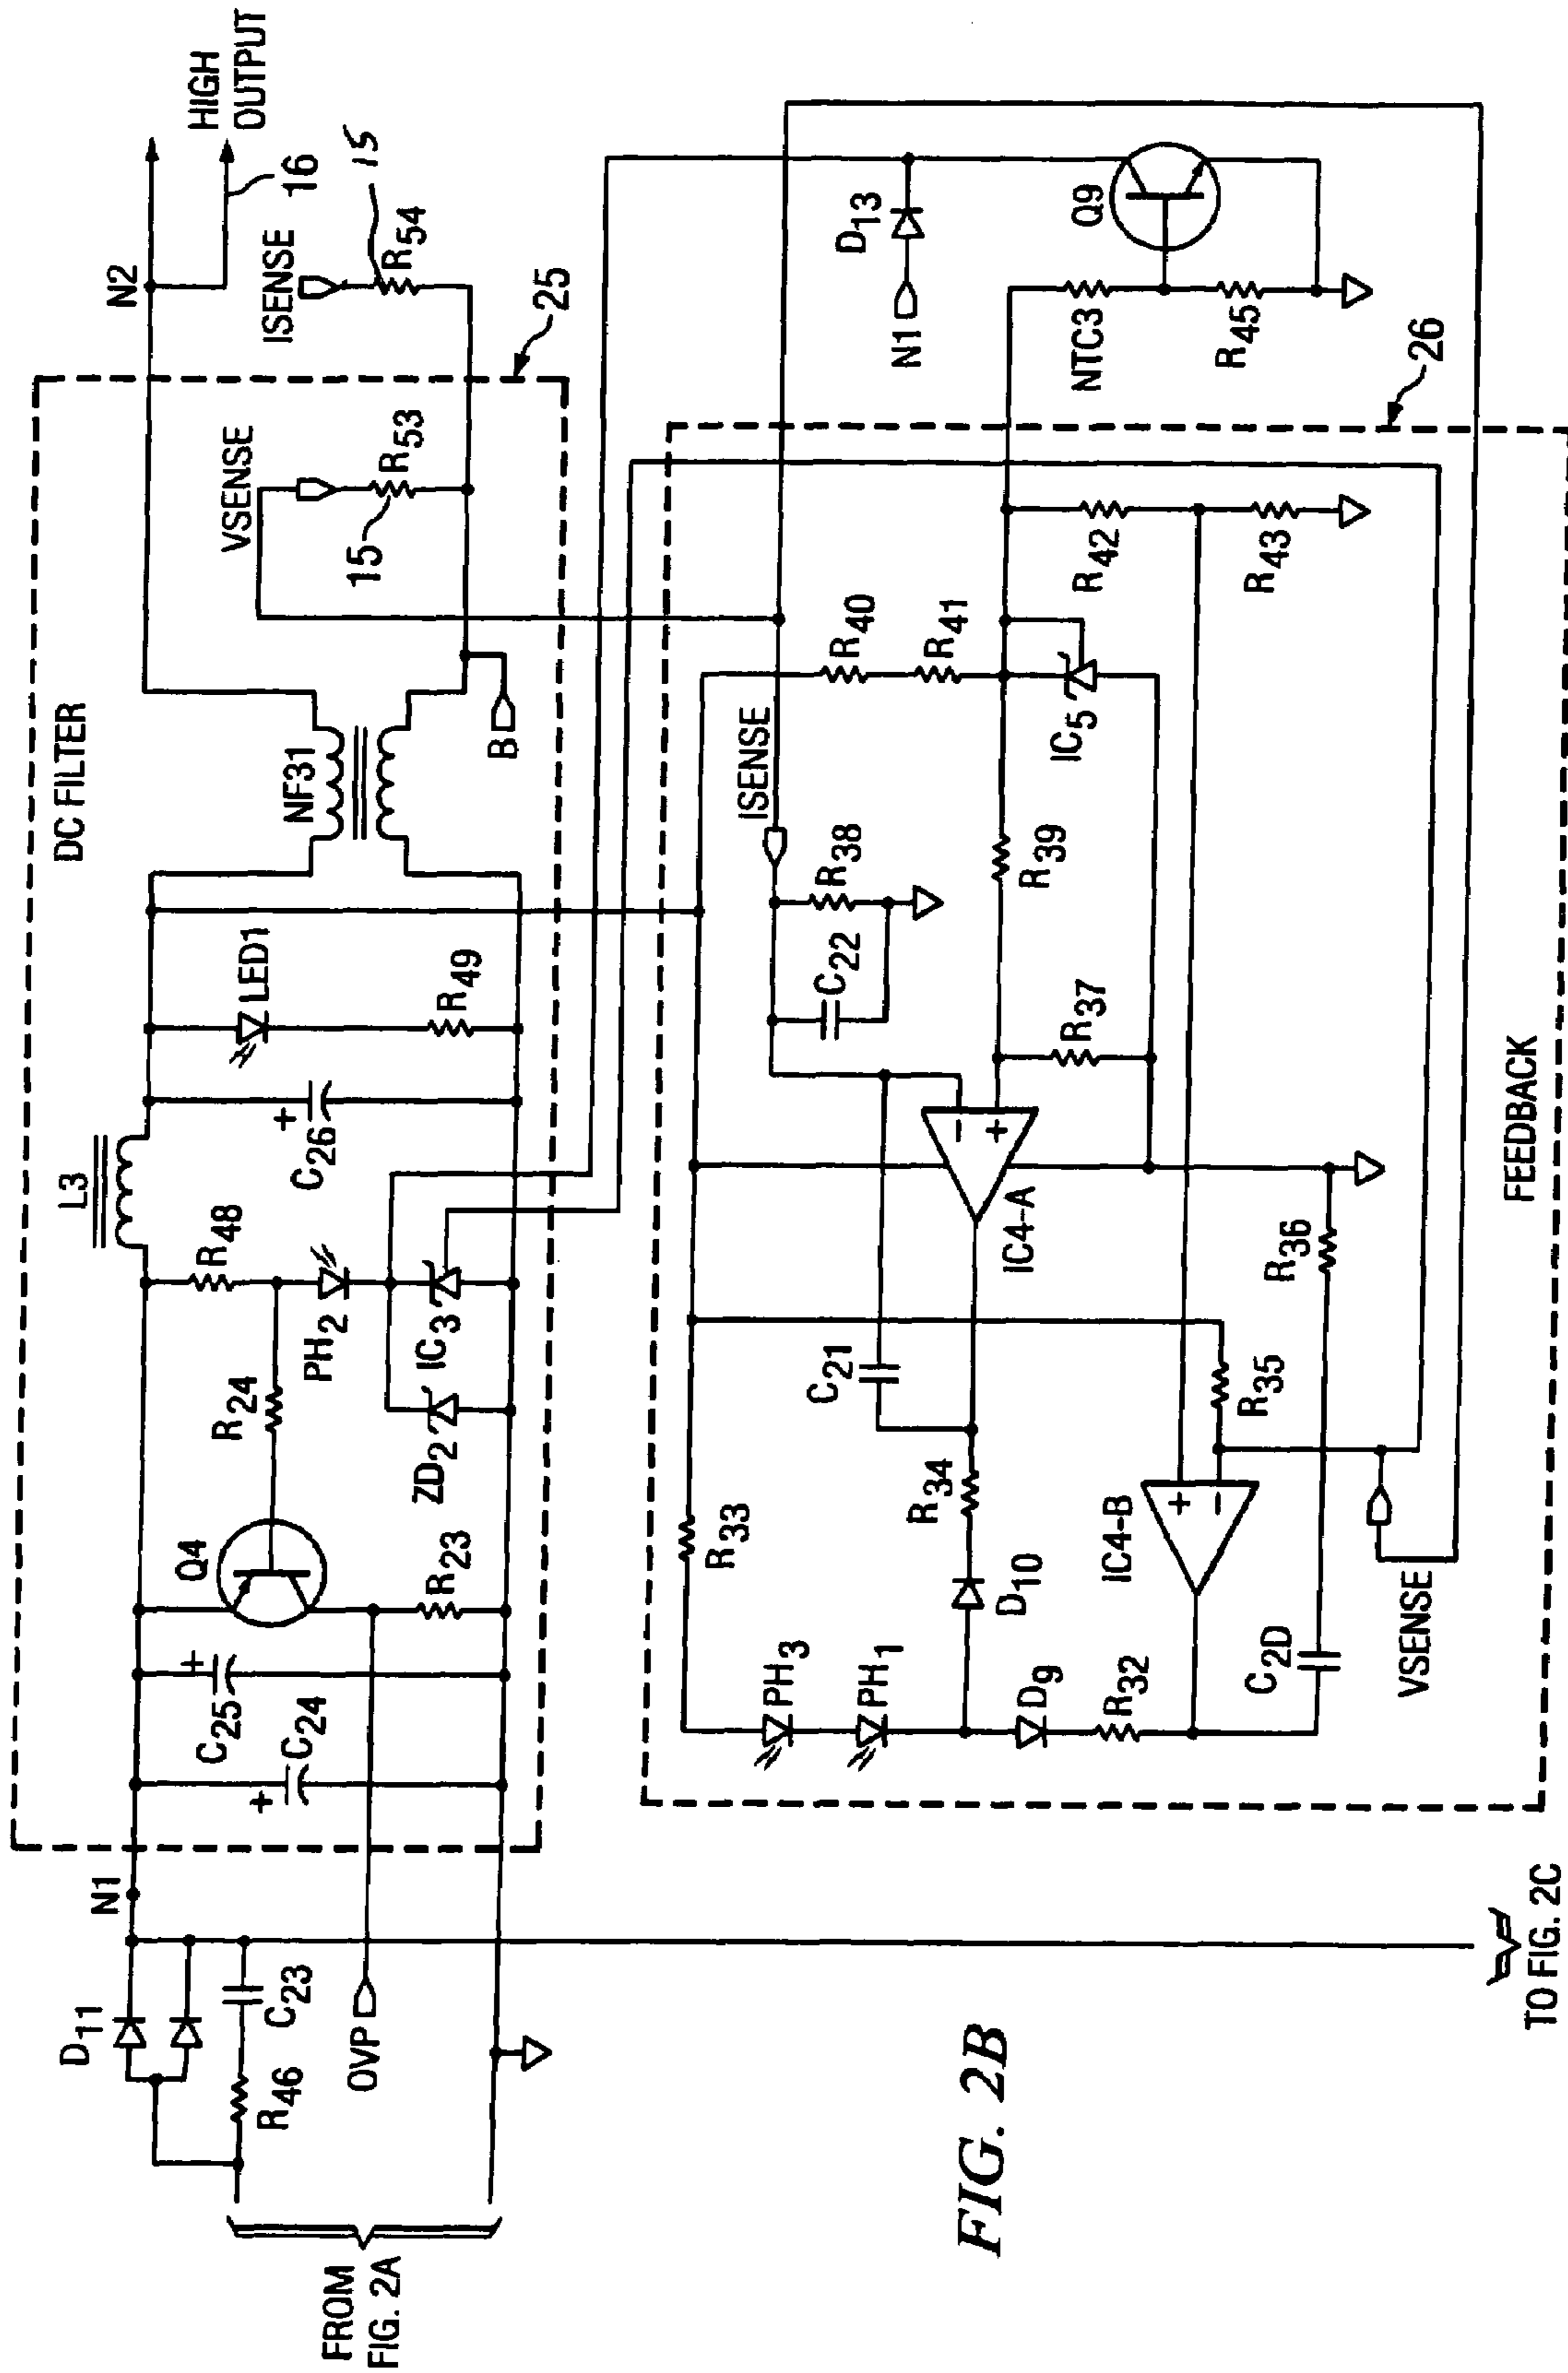 FROM
FIG. 2A
D11
R46
C23
N1
OVP
DC FILTER
C25
C24
Q4
R23
R24
ZD2
R48
PH2
IC3
L3
C26
LED1
R49
NF31
B
VSENSE
R53
15
25
N2
ISENSE
R54
15
16
HIGH
OUTPUT
R33
PH3
PH1
D10
R34
D9
R32
C2D
IC4-B
R35
VSENSE
C21
IC4-A
R36
C22
R38
ISENSE
R37
R39
R40
R41
IC5
R42
R43
NTC3
R45
N1
D13
Q9
26
FEEDBACK
FIG. 2B
TO FIG. 2C